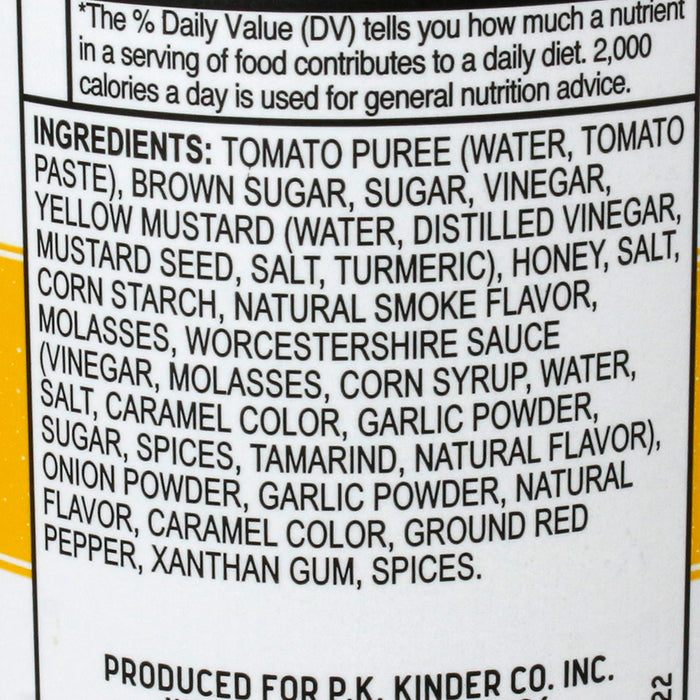 *The % Daily Value (DV) tells you how much a nutrient
in a serving of food contributes to a daily diet. 2,000
calories a day is used for general nutrition advice.
INGREDIENTS: TOMATO PUREE (WATER, TOMATO
PASTE), BROWN SUGAR, SUGAR, VINEGAR,
YELLOW MUSTARD (WATER, DISTILLED VINEGAR,
MUSTARD SEED, SALT, TURMERIC), HONEY, SALT,
CORN STARCH, NATURAL SMOKE FLAVOR,
MOLASSES, WORCESTERSHIRE SAUCE
(VINEGAR, MOLASSES, CORN SYRUP, WATER,
SALT, CARAMEL COLOR, GARLIC POWDER,
SUGAR, SPICES, TAMARIND, NATURAL FLAVOR),
ONION POWDER, GARLIC POWDER, NATURAL
FLAVOR, CARAMEL COLOR, GROUND RED
PEPPER, XANTHAN GUM, SPICES.
PRODUCED FOR P.K. KINDER CO. INC.
22